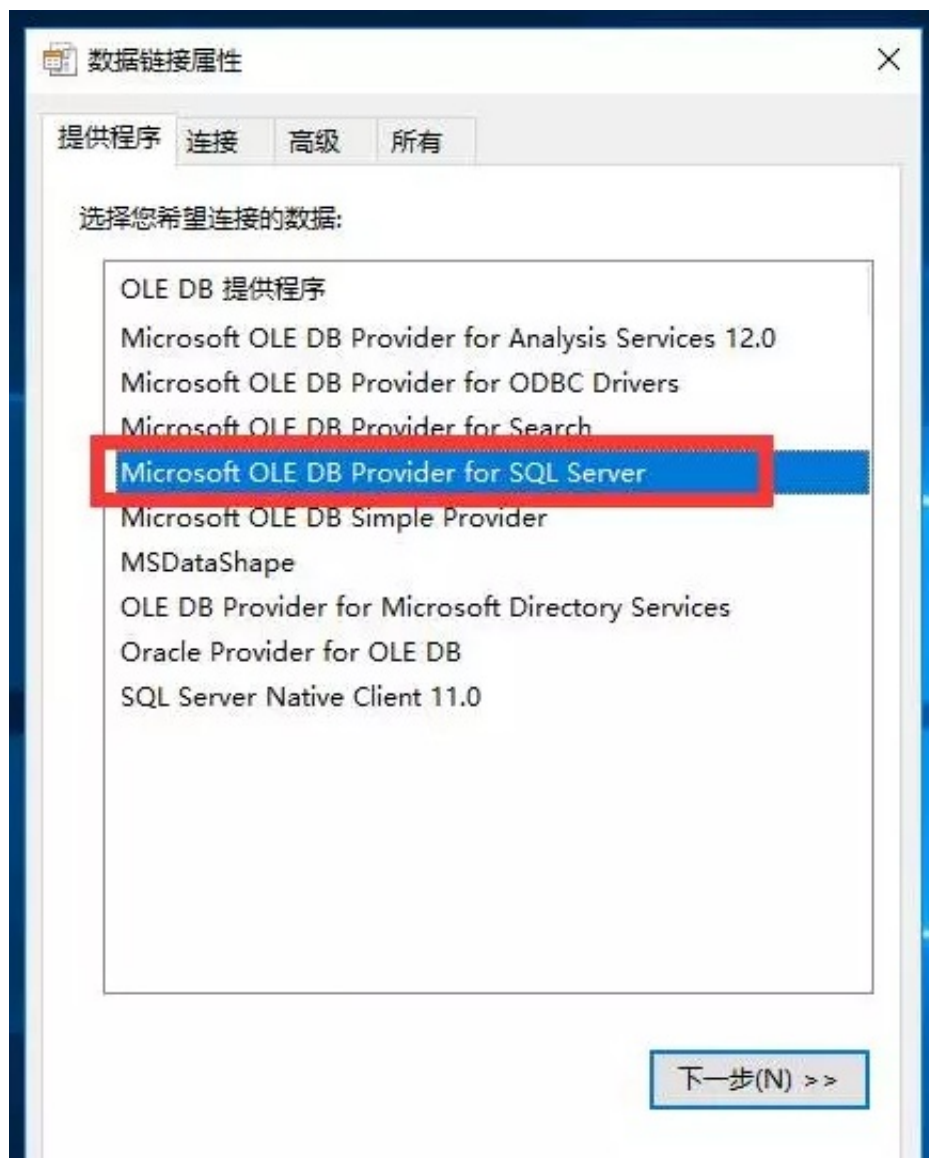 数据链接属性
提供程序 连接 高级 所有
选择您希望连接的数据:
OLE DB 提供程序
Microsoft OLE DB Provider for Analysis Services 12.0
Microsoft OLE DB Provider for ODBC Drivers
Microsoft OLE DB Provider for Search
Microsoft OLE DB Provider for SQL Server
Microsoft OLE DB Simple Provider
MSDataShape
OLE DB Provider for Microsoft Directory Services
Oracle Provider for OLE DB
SQL Server Native Client 11.0
下一步(N) >>